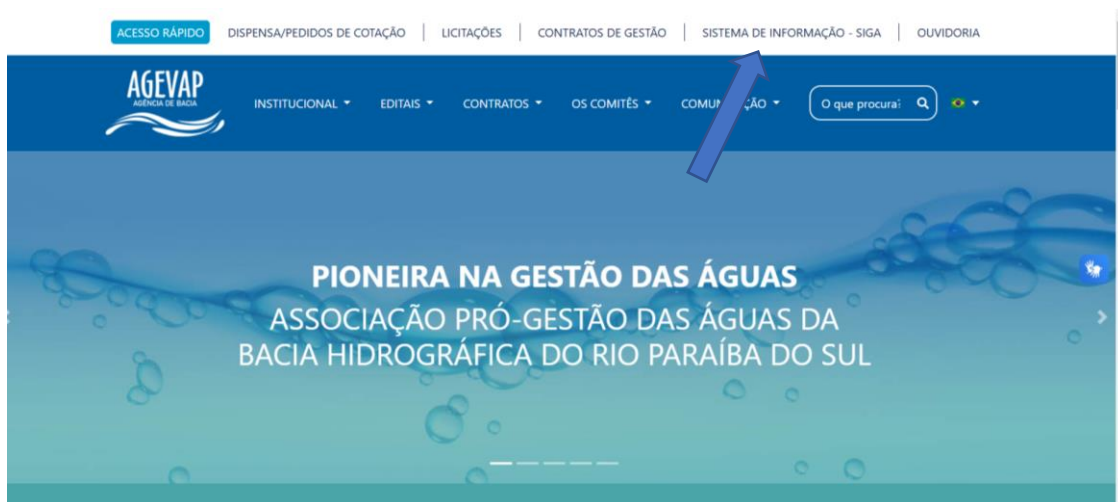 ACESSO RÁPIDO DISPENSA/PEDIDOS DE COTAÇÃO | LICITAÇÕES | CONTRATOS DE GESTÃO | SISTEMA DE INFORMAÇÃO - SIGA | OUVIDORIA
AGEVAP
AGÊNCIA DE BACIA
INSTITUCIONAL EDITAIS CONTRATOS OS COMITÊS O que procura
PIONEIRA NA GESTÃO DAS ÁGUAS
ASSOCIAÇÃO PRÓ-GESTÃO DAS ÁGUAS DA
BACIA HIDROGRÁFICA DO RIO PARAÍBA DO SUL